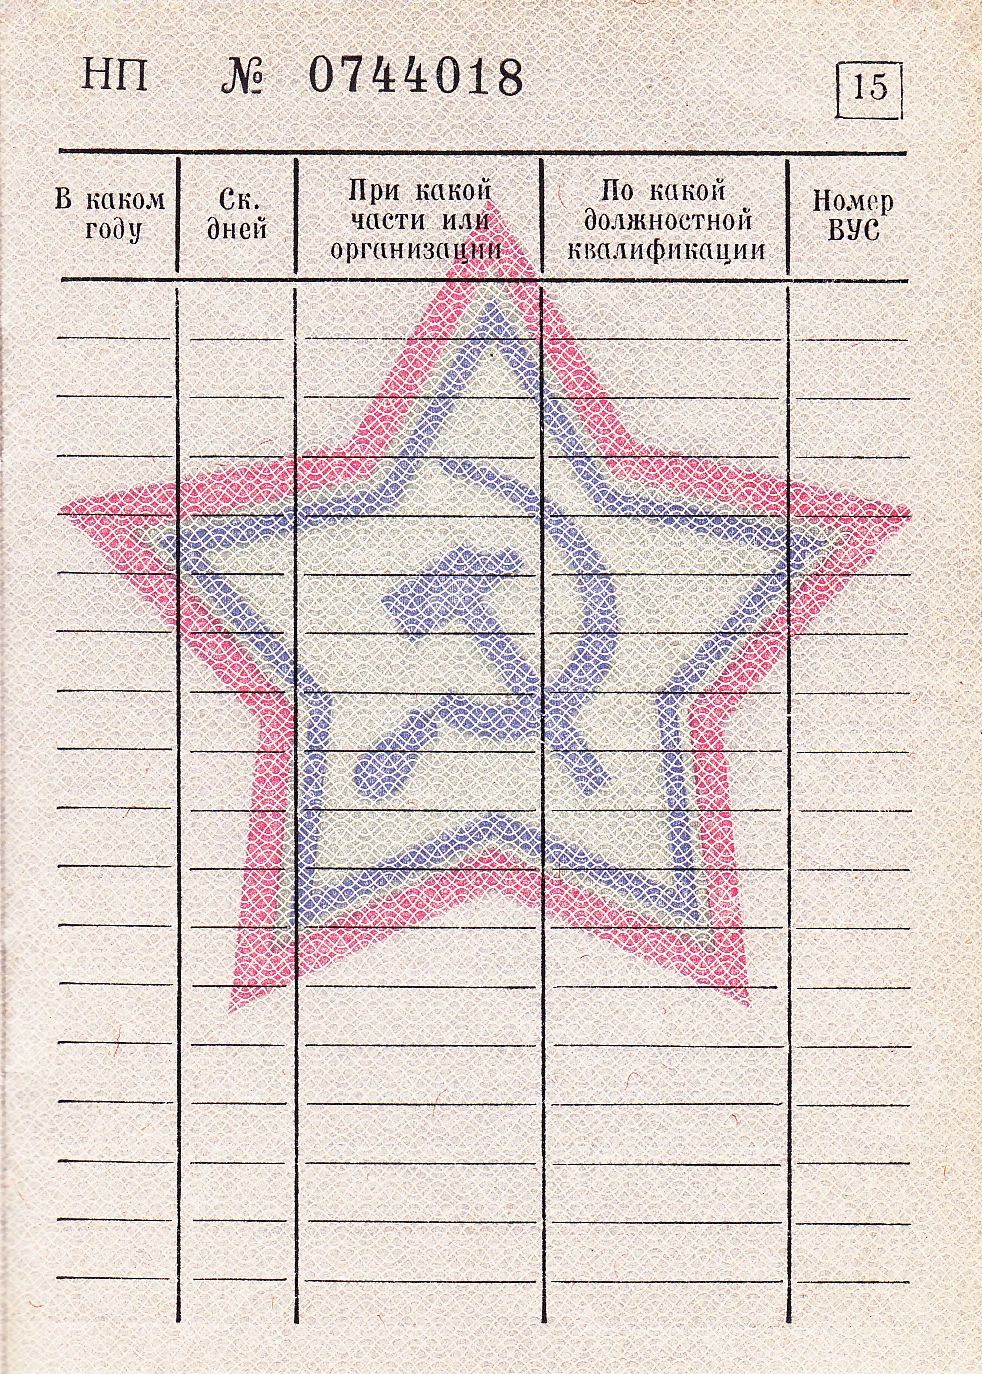 НП № 0744018 15
В каком году
Ск. дней
При какой части или организации
По какой должностной квалификации
Номер ВУС